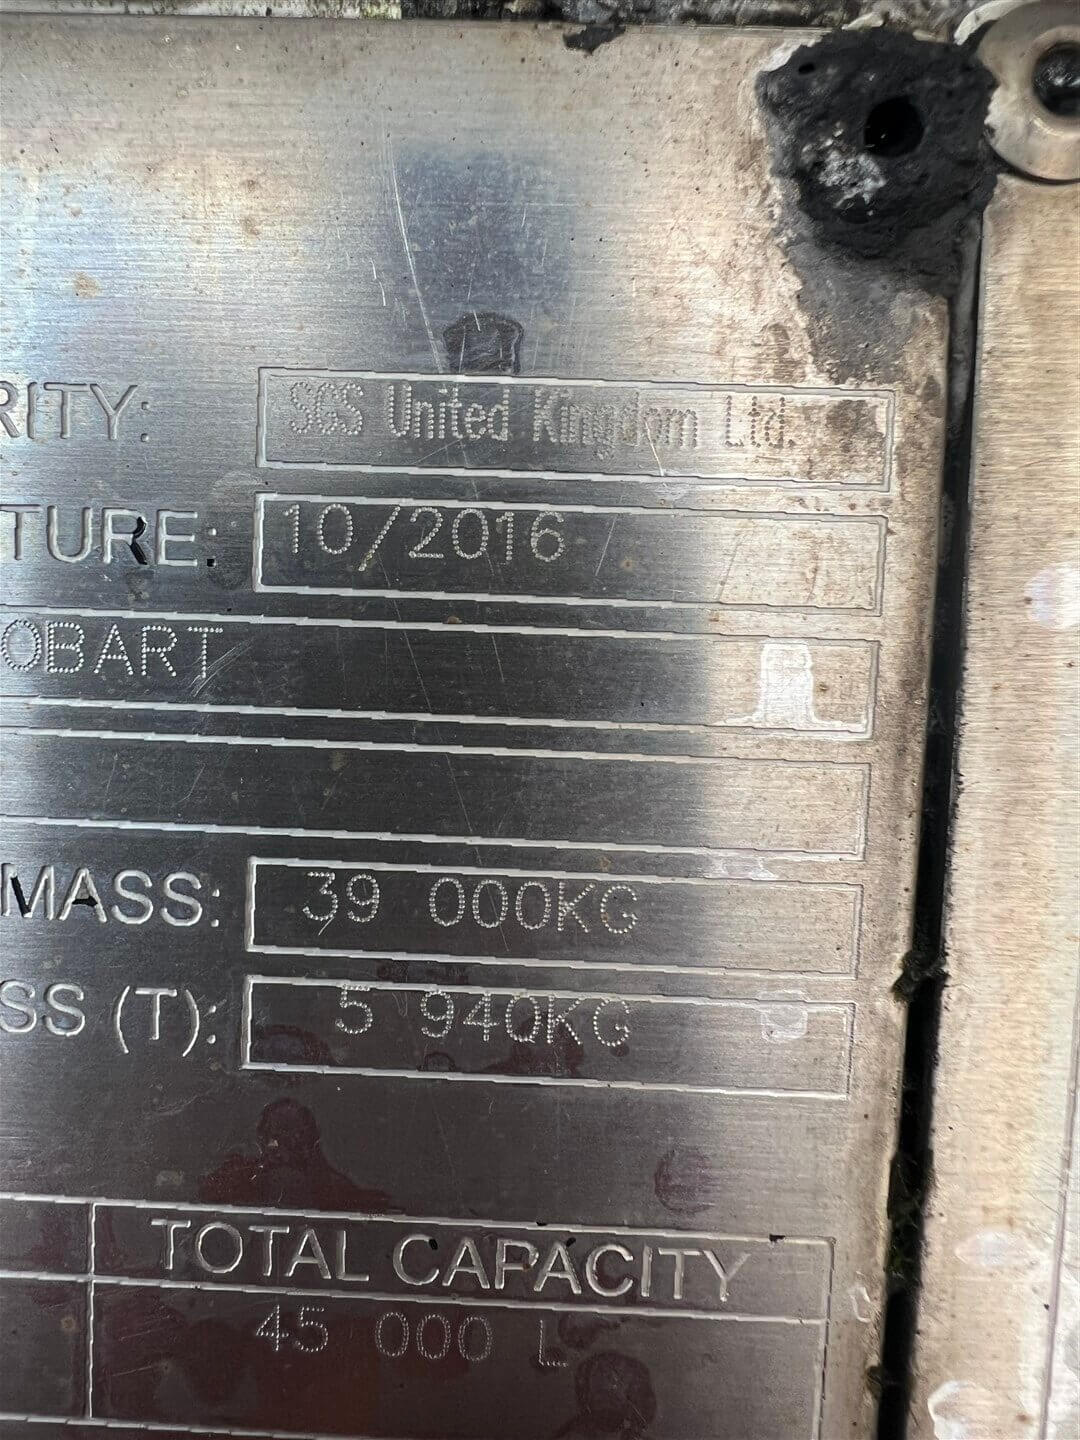 RITY: SGS United Kingdom Ltd.
TURE: 10/2016
OBART
MASS: 39 000KG
SS (T): 5 940KG
TOTAL CAPACITY
45 000 L